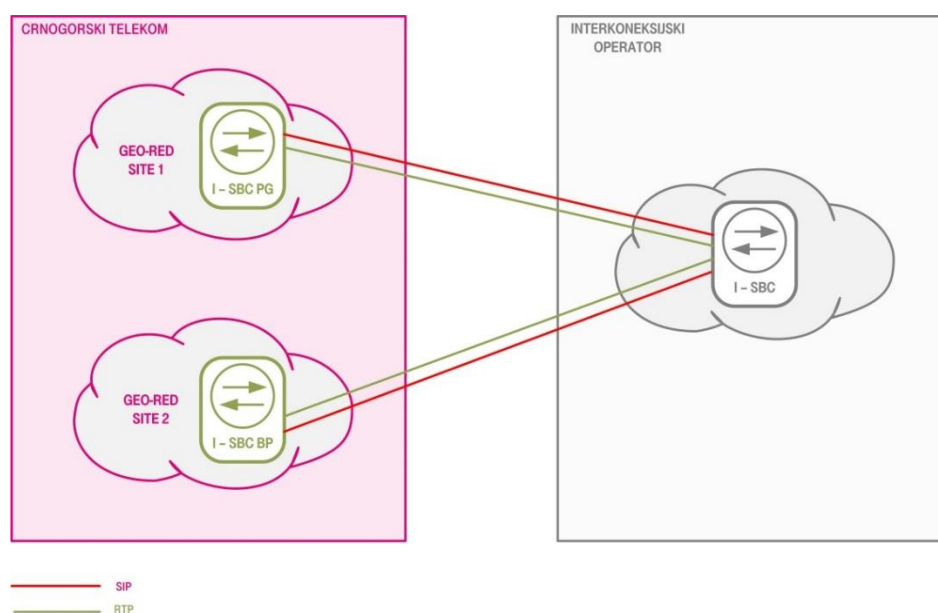 CRNOGORSKI TELEKOM
INTERKONEKSIJSKI
OPERATOR
GEO-RED
SITE 1
I – SBC PG
I – SBC
GEO-RED
SITE 2
I – SBC BP
SIP
RTP